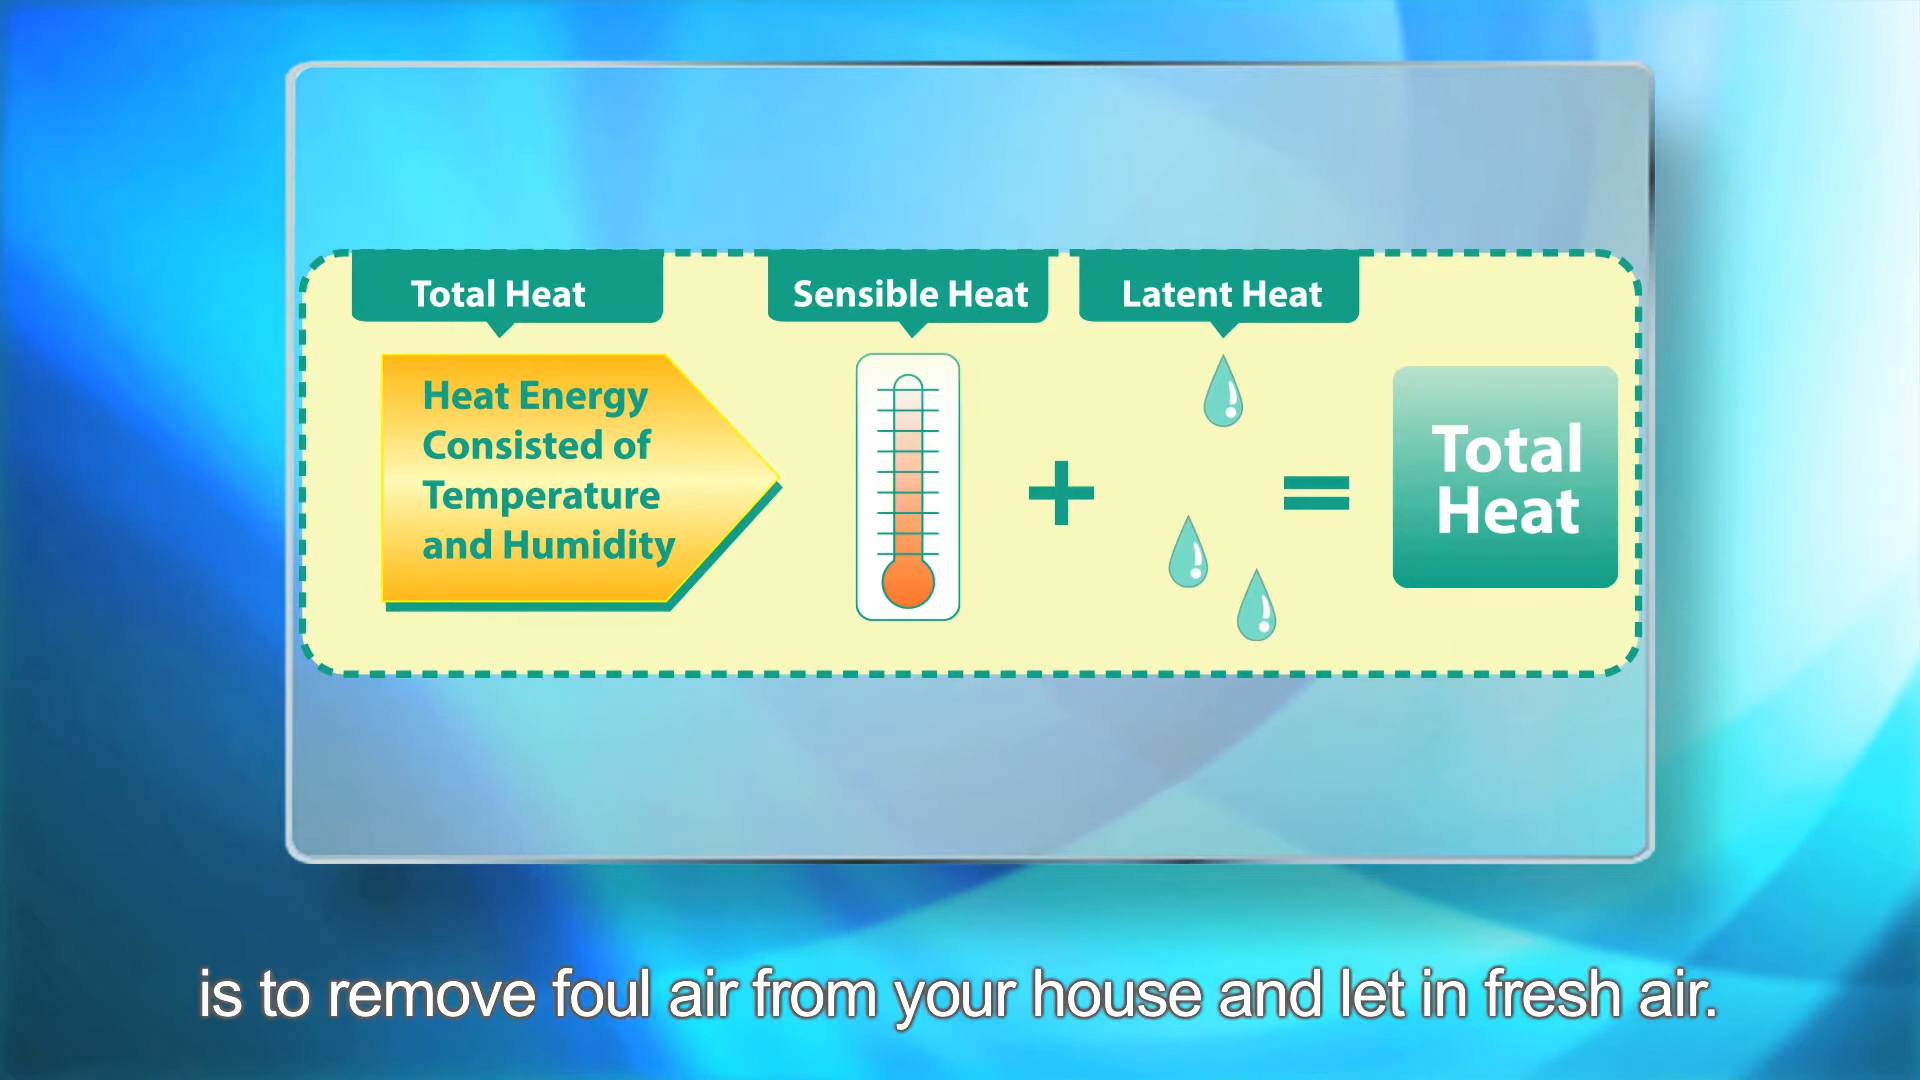 Total Heat
Sensible Heat
Latent Heat
Heat Energy
Consisted of
Temperature
and Humidity
+
=
Total
Heat
is to remove foul air from your house and let in fresh air.